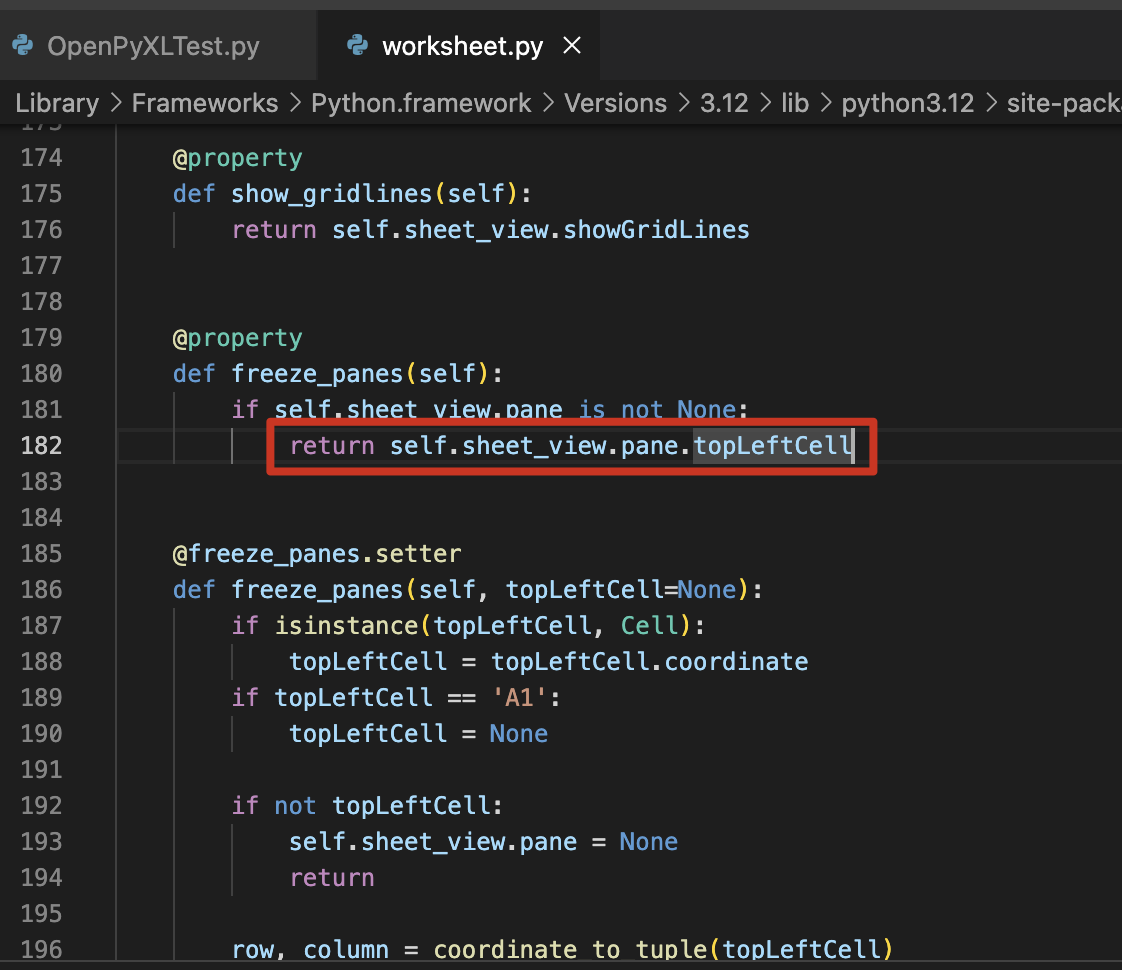 OpenPyXLTest.py worksheet.py
Library > Frameworks > Python.framework > Versions > 3.12 > lib > python3.12 > site-pack
174 @property
175 def show_gridlines(self):
176 return self.sheet_view.showGridLines
177
178
179 @property
180 def freeze_panes(self):
181 if self.sheet_view.pane is not None:
182 return self.sheet_view.pane.topLeftCell
183
184
185 @freeze_panes.setter
186 def freeze_panes(self, topLeftCell=None):
187 if isinstance(topLeftCell, Cell):
188 topLeftCell = topLeftCell.coordinate
189 if topLeftCell == 'A1':
190 topLeftCell = None
191
192 if not topLeftCell:
193 self.sheet_view.pane = None
194 return
195
196 row, column = coordinate_to_tuple(topLeftCell)